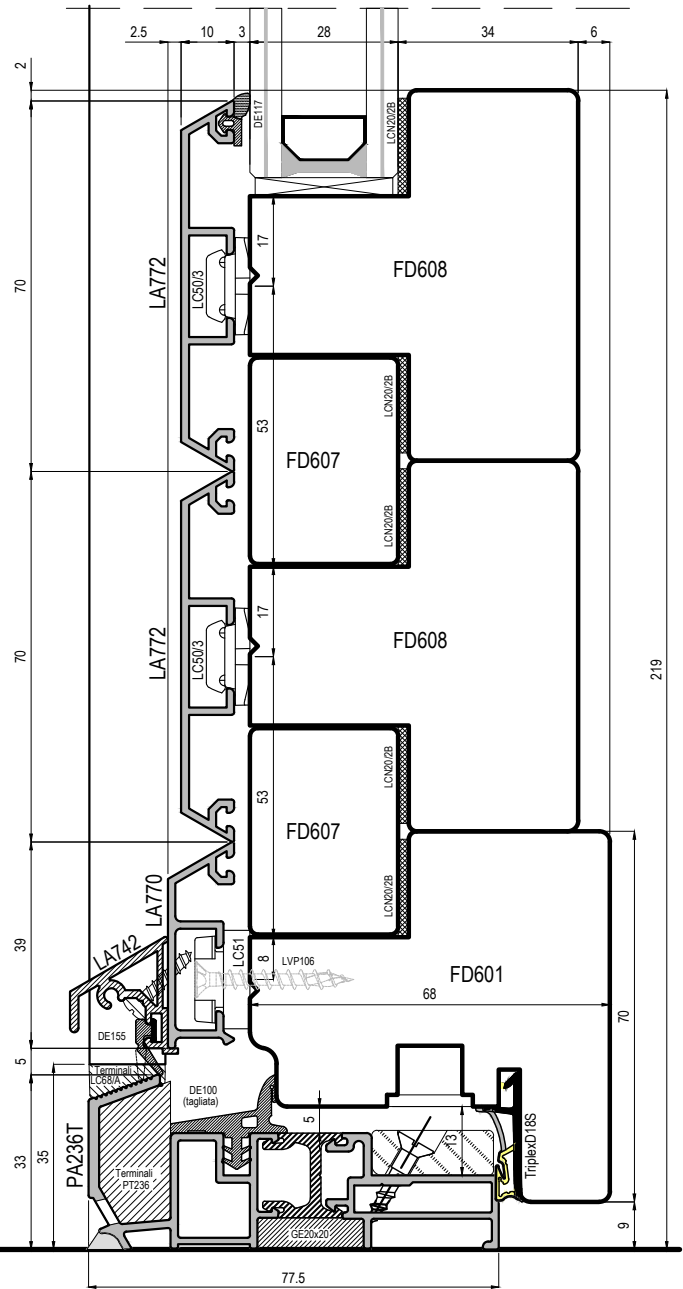 2.5
10
3
28
34
6
2
DE117
LCN20/2B
17
FD608
70
LA772
LC50/3
53
LCN20/2B
FD607
LCN20/2B
17
FD608
70
LA772
LC50/3
219
53
LCN20/2B
FD607
LCN20/2B
39
LA770
LA742
LC51
8
LVP106
FD601
68
70
DE155
5
Terminali
LC68/A
DE100
(tagliata)
5
13
TriplexD18S
33
35
PA236T
Terminali
PT236
GE20x20
9
77.5